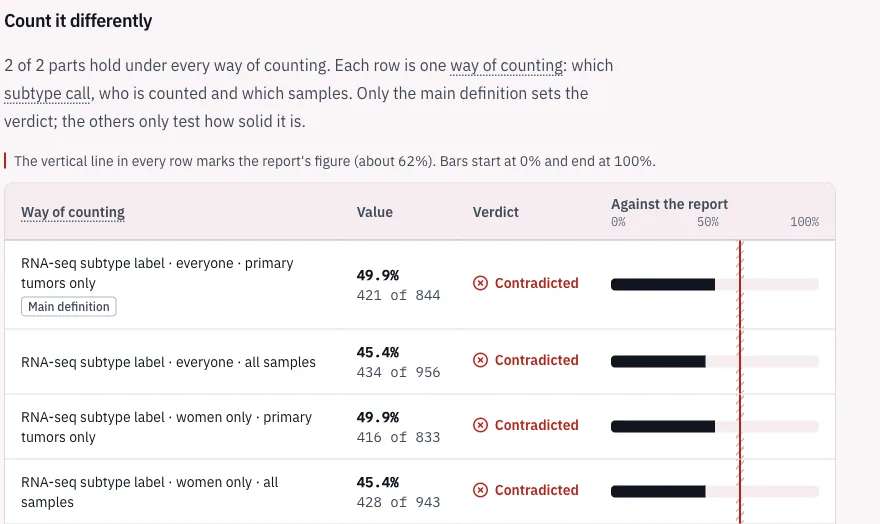 Count it differently
2 of 2 parts hold under every way of counting. Each row is one way of counting: which
subtype call, who is counted and which samples. Only the main definition sets the
verdict; the others only test how solid it is.
The vertical line in every row marks the report's figure (about 62%). Bars start at 0% and end at 100%.
Way of counting Value Verdict Against the report
0% 50% 100%
RNA-seq subtype label · everyone · primary
tumors only
Main definition
49.9%
421 of 844
Contradicted
RNA-seq subtype label · everyone · all samples
45.4%
434 of 956
Contradicted
RNA-seq subtype label · women only · primary
tumors only
49.9%
416 of 833
Contradicted
RNA-seq subtype label · women only · all
samples
45.4%
428 of 943
Contradicted